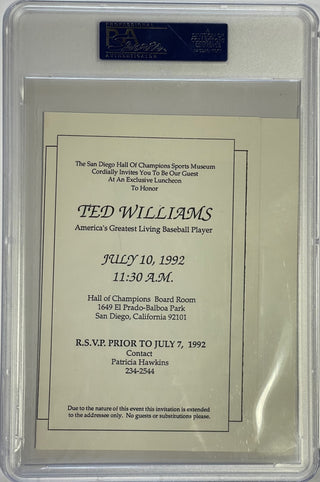 PROFESSIONAL
PSA
AUTHENTICATOR
The San Diego Hall Of Champions Sports Museum
Cordially Invites You To Be Our Guest
At An Exclusive Luncheon
To Honor
TED WILLIAMS
America's Greatest Living Baseball Player
JULY 10, 1992
11:30 A.M.
Hall of Champions Board Room
1649 El Prado-Balboa Park
San Diego, California 92101
R.S.V.P. PRIOR TO JULY 7, 1992
Contact
Patricia Hawkins
234-2544
Due to the nature of this event this invitation is extended
to the addressee only. No guests or substitutions please.